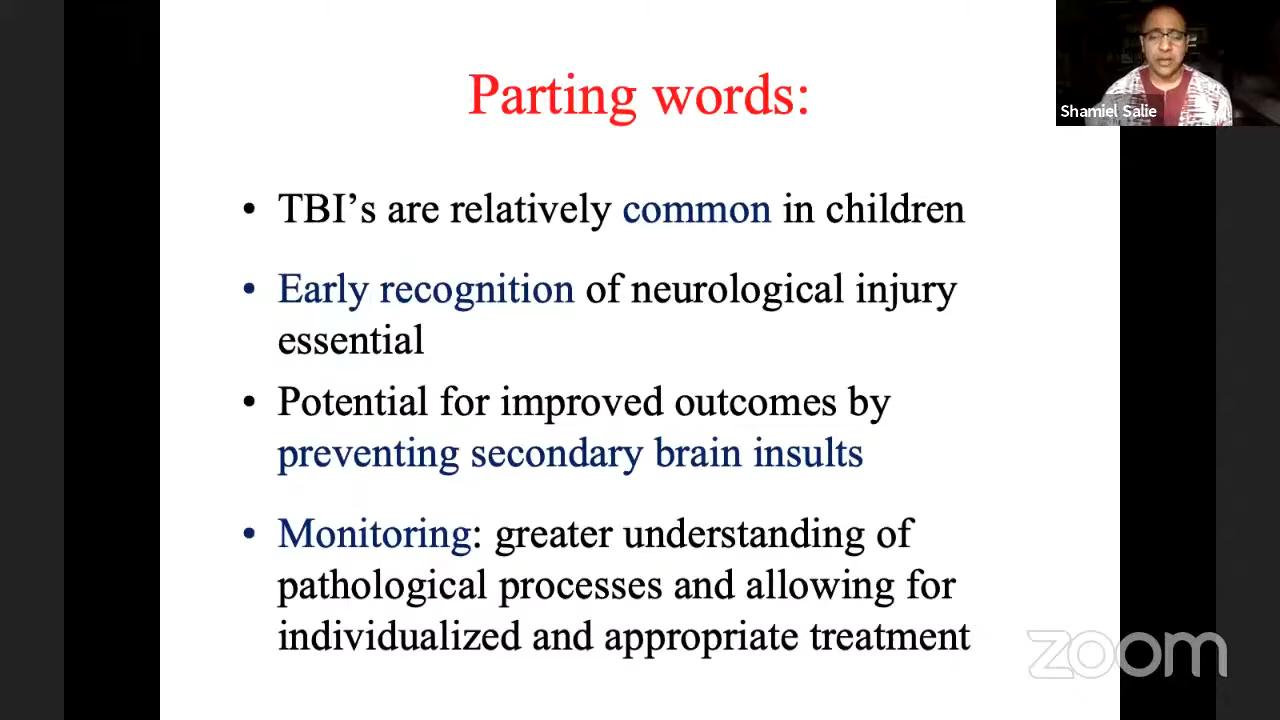 Parting words:
Shamiel Salie
• TBI’s are relatively common in children
• Early recognition of neurological injury
essential
• Potential for improved outcomes by
preventing secondary brain insults
• Monitoring: greater understanding of
pathological processes and allowing for
individualized and appropriate treatment
zoom